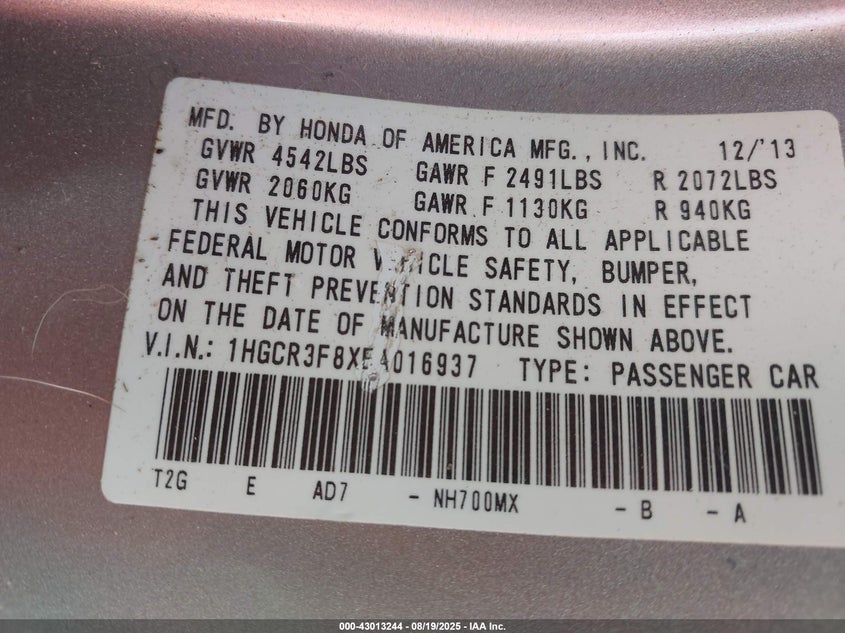 MFD. BY HONDA OF AMERICA MFG., INC. 12/'13
GVWR 4542LBS GAWR F 2491LBS R 2072LBS
GVWR 2060KG GAWR F 1130KG R 940KG
THIS VEHICLE CONFORMS TO ALL APPLICABLE
FEDERAL MOTOR VEHICLE SAFETY, BUMPER,
AND THEFT PREVENTION STANDARDS IN EFFECT
ON THE DATE OF MANUFACTURE SHOWN ABOVE.
V.I.N.: 1HGCR3F8XEA016937 TYPE: PASSENGER CAR
T2G E AD7 - NH700MX - B - A
000-43013244 - 08/19/2025 - IAA Inc.